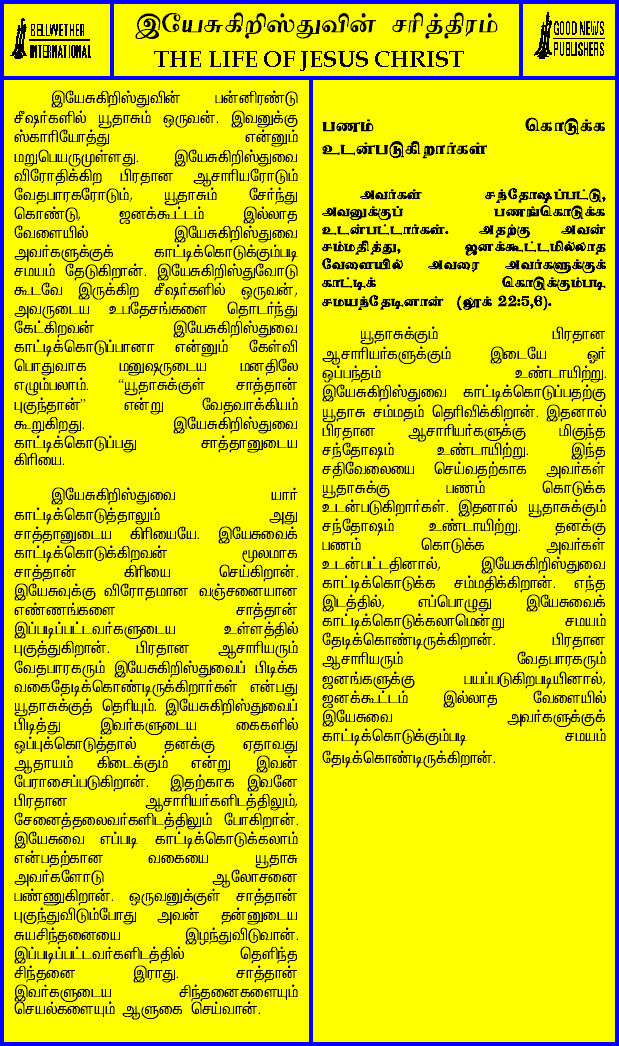 BELLWETHER
INTERNATIONAL
இயேசுகிறிஸ்துவின் சரித்திரம்
THE LIFE OF JESUS CHRIST
GOOD NEWS
PUBLISHERS
இயேசுகிறிஸ்துவின் பன்னிரண்டு
சீஷர்களில் யூதாசும் ஒருவன். இவனுக்கு
ஸ்காரியோத்து என்னும்
மறுபெயருமுள்ளது. இயேசுகிறிஸ்துவை
விரோதிக்கிற பிரதான ஆசாரியரோடும்
வேதபாரகரோடும், யூதாசும் சேர்ந்து
கொண்டு, ஜனக்கூட்டம் இல்லாத
வேளையில் இயேசுகிறிஸ்துவை
அவர்களுக்குக் காட்டிக்கொடுக்கும்படி
சமயம் தேடுகிறான். இயேசுகிறிஸ்துவோடு
கூடவே இருக்கிற சீஷர்களில் ஒருவன்,
அவருடைய உபதேசங்களை தொடர்ந்து
கேட்கிறவன் இயேசுகிறிஸ்துவை
காட்டிக்கொடுப்பானா என்னும் கேள்வி
பொதுவாக மனுஷருடைய மனதிலே
எழும்பலாம். “யூதாசுக்குள் சாத்தான்
புகுந்தான்” என்று வேதவாக்கியம்
கூறுகிறது. இயேசுகிறிஸ்துவை
காட்டிக்கொடுப்பது சாத்தானுடைய
கிரியை.
இயேசுகிறிஸ்துவை யார்
காட்டிக்கொடுத்தாலும் அது
சாத்தானுடைய கிரியையே. இயேசுவைக்
காட்டிக்கொடுக்கிறவன் மூலமாக
சாத்தான் கிரியை செய்கிறான்.
இயேசுவுக்கு விரோதமான வஞ்சனையான
எண்ணங்களை சாத்தான்
இப்படிப்பட்டவர்களுடைய உள்ளத்தில்
புகுத்துகிறான். பிரதான ஆசாரியரும்
வேதபாரகரும் இயேசுகிறிஸ்துவைப் பிடிக்க
வகைதேடிக்கொண்டிருக்கிறார்கள் என்பது
யூதாசுக்குத் தெரியும். இயேசுகிறிஸ்துவைப்
பிடித்து இவர்களுடைய கைகளில்
ஒப்புக்கொடுத்தால் தனக்கு ஏதாவது
ஆதாயம் கிடைக்கும் என்று இவன்
பேராசைப்படுகிறான். இதற்காக இவனே
பிரதான ஆசாரியர்களிடத்திலும்,
சேனைத்தலைவர்களிடத்திலும் போகிறான்.
இயேசுவை எப்படி காட்டிக்கொடுக்கலாம்
என்பதற்கான வகையை யூதாசு
அவர்களோடு ஆலோசனை
பண்ணுகிறான். ஒருவனுக்குள் சாத்தான்
புகுந்துவிடும்போது அவன் தன்னுடைய
சுயசிந்தனையை இழந்துவிடுவான்.
இப்படிப்பட்டவர்களிடத்தில் தெளிந்த
சிந்தனை இராது. சாத்தான்
இவர்களுடைய சிந்தனைகளையும்
செயல்களையும் ஆளுகை செய்வான்.
பணம் கொடுக்க
உடன்படுகிறார்கள்
அவர்கள் சந்தோஷப்பட்டு,
அவனுக்குப் பணங்கொடுக்க
உடன்பட்டார்கள். அதற்கு அவன்
சம்மதித்து, ஜனக்கூட்டமில்லாத
வேளையில் அவரை அவர்களுக்குக்
காட்டிக் கொடுக்கும்படி
சமயந்தேடினான் (லூக் 22:5,6).
யூதாசுக்கும் பிரதான
ஆசாரியர்களுக்கும் இடையே ஓர்
ஒப்பந்தம் உண்டாயிற்று.
இயேசுகிறிஸ்துவை காட்டிக்கொடுப்பதற்கு
யூதாசு சம்மதம் தெரிவிக்கிறான். இதனால்
பிரதான ஆசாரியர்களுக்கு மிகுந்த
சந்தோஷம் உண்டாயிற்று. இந்த
சதிவேலையை செய்வதற்காக அவர்கள்
யூதாசுக்கு பணம் கொடுக்க
உடன்படுகிறார்கள். இதனால் யூதாசுக்கும்
சந்தோஷம் உண்டாயிற்று. தனக்கு
பணம் கொடுக்க அவர்கள்
உடன்பட்டதினால், இயேசுகிறிஸ்துவை
காட்டிக்கொடுக்க சம்மதிக்கிறான். எந்த
இடத்தில், எப்பொழுது இயேசுவைக்
காட்டிக்கொடுக்கலாமென்று சமயம்
தேடிக்கொண்டிருக்கிறான். பிரதான
ஆசாரியரும் வேதபாரகரும்
ஜனங்களுக்கு பயப்படுகிறபடியினால்,
ஜனக்கூட்டம் இல்லாத வேளையில்
இயேசுவை அவர்களுக்குக்
காட்டிக்கொடுக்கும்படி சமயம்
தேடிக்கொண்டிருக்கிறான்.